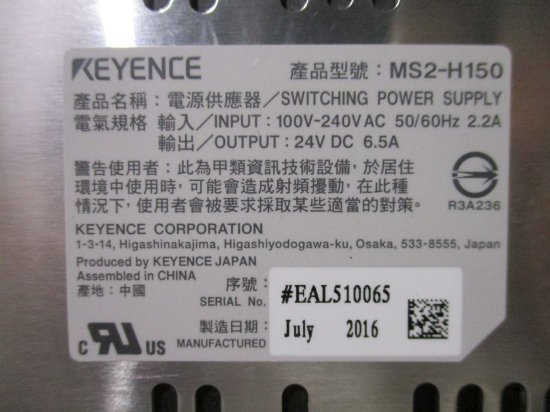 KEYENCE 產品型號：MS2-H150
產品名稱：電源供應器／SWITCHING POWER SUPPLY
電氣規格 輸入／INPUT: 100V-240V AC 50/60Hz 2.2A
輸出／OUTPUT: 24V DC 6.5A
警告使用者：此為甲類資訊技術設備，於居住
環境中使用時，可能會造成射頻擾動，在此種
情況下，使用者會被要求採取某些適當的對策。
R3A236
KEYENCE CORPORATION
1-3-14, Higashinakajima, Higashiyodogawa-ku, Osaka, 533-8555, Japan
Produced by KEYENCE JAPAN
Assembled in CHINA
產地：中國
序號：
SERIAL No.
#EAL510065
製造日期：
MANUFACTURED
July 2016
C RU US